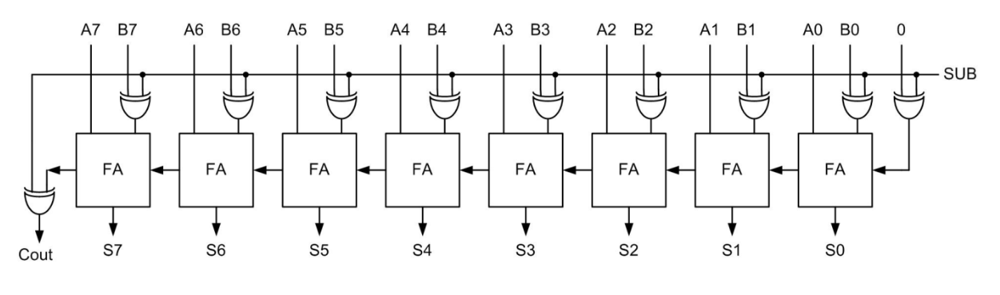 A7 B7 A6 B6 A5 B5 A4 B4 A3 B3 A2 B2 A1 B1 A0 B0 0
SUB
FA FA FA FA FA FA FA FA
Cout S7 S6 S5 S4 S3 S2 S1 S0